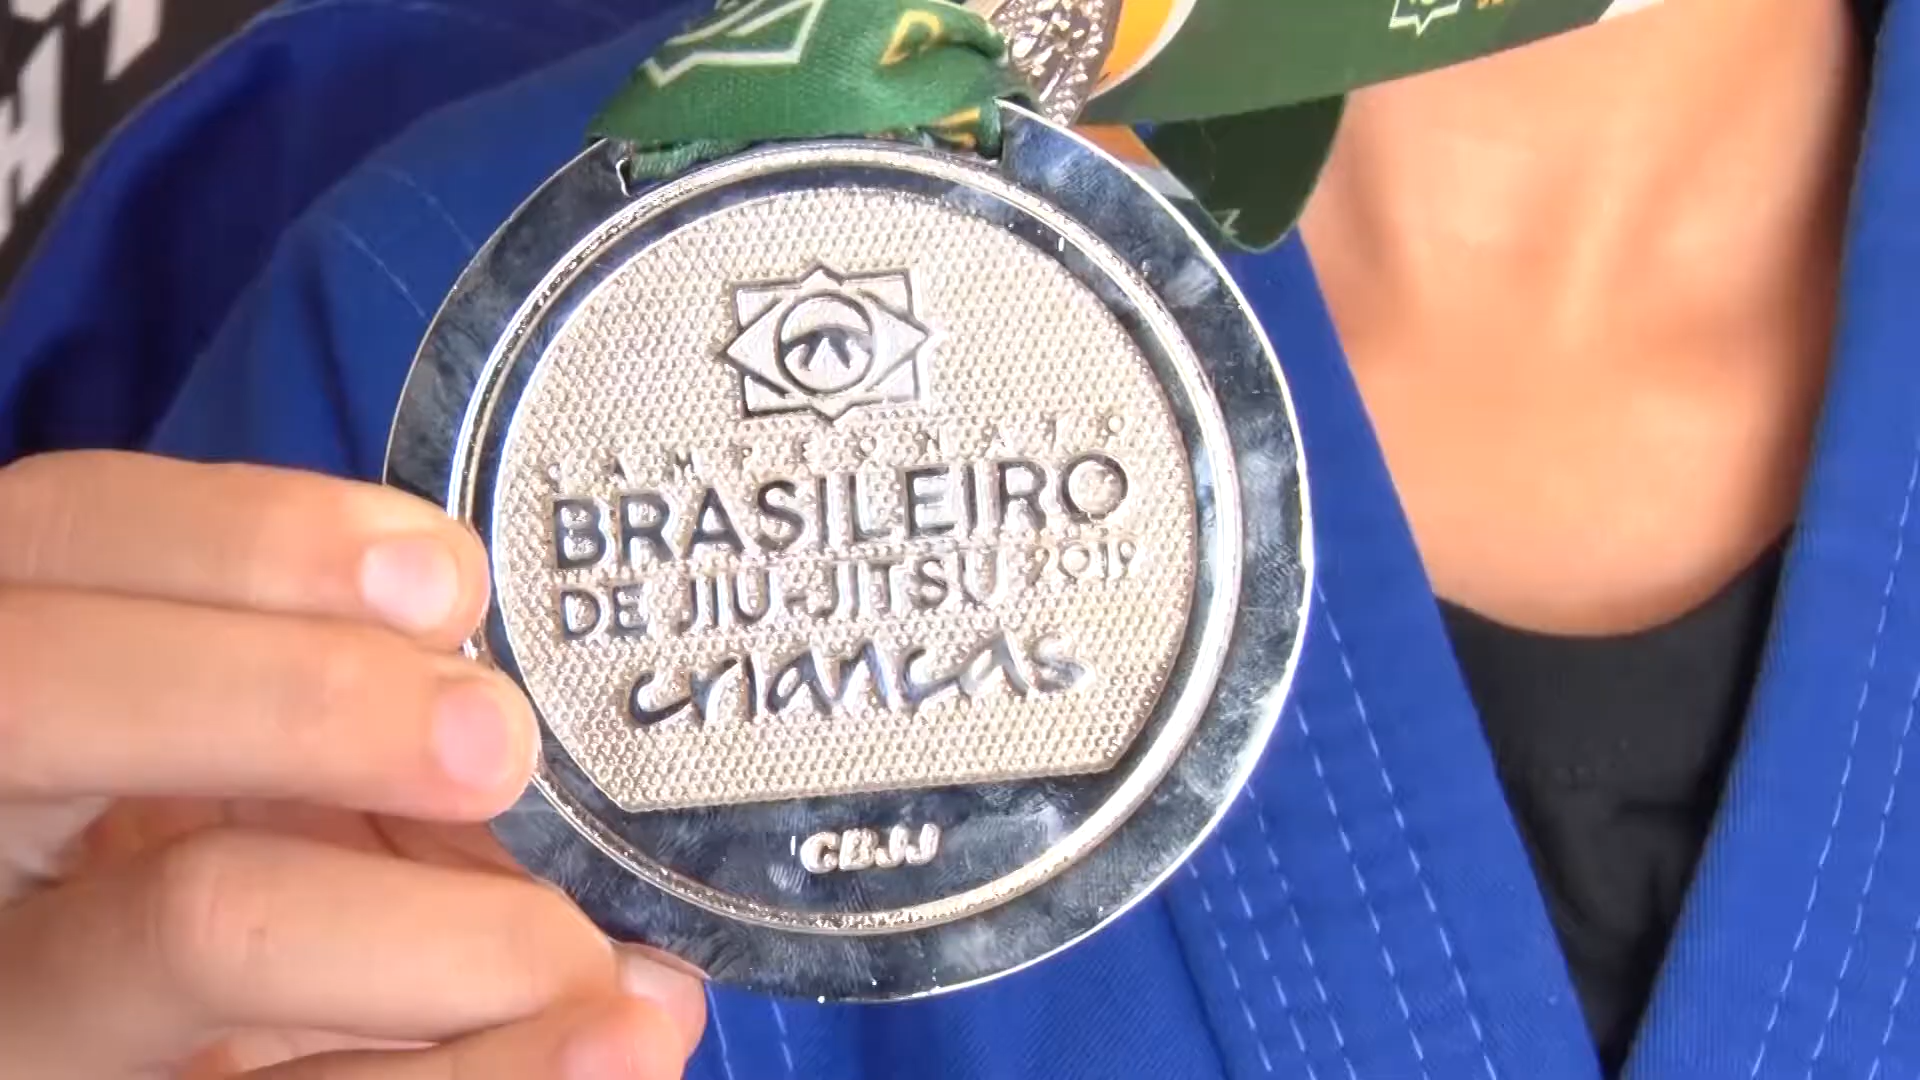 CAMPEONATO
BRASILEIRO
DE JIU-JITSU 2019
crianças
CBJJ